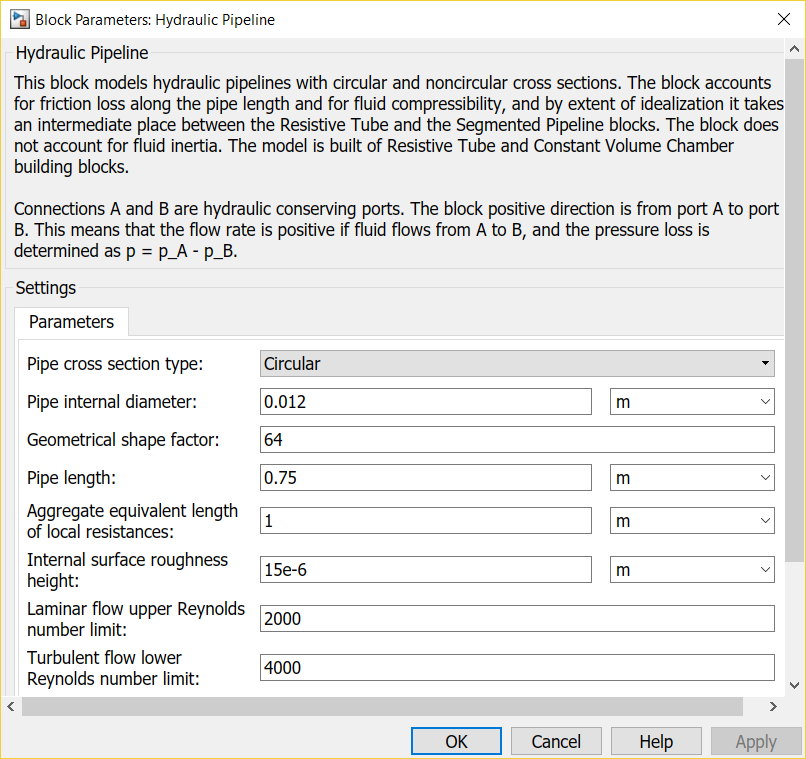 Block Parameters: Hydraulic Pipeline
Hydraulic Pipeline
This block models hydraulic pipelines with circular and noncircular cross sections. The block accounts
for friction loss along the pipe length and for fluid compressibility, and by extent of idealization it takes
an intermediate place between the Resistive Tube and the Segmented Pipeline blocks. The block does
not account for fluid inertia. The model is built of Resistive Tube and Constant Volume Chamber
building blocks.
Connections A and B are hydraulic conserving ports. The block positive direction is from port A to port
B. This means that the flow rate is positive if fluid flows from A to B, and the pressure loss is
determined as p = p_A - p_B.
Settings
Parameters
Pipe cross section type: Circular
Pipe internal diameter: 0.012 m
Geometrical shape factor: 64
Pipe length: 0.75 m
Aggregate equivalent length
of local resistances: 1 m
Internal surface roughness
height: 15e-6 m
Laminar flow upper Reynolds
number limit: 2000
Turbulent flow lower
Reynolds number limit: 4000
OK Cancel Help Apply